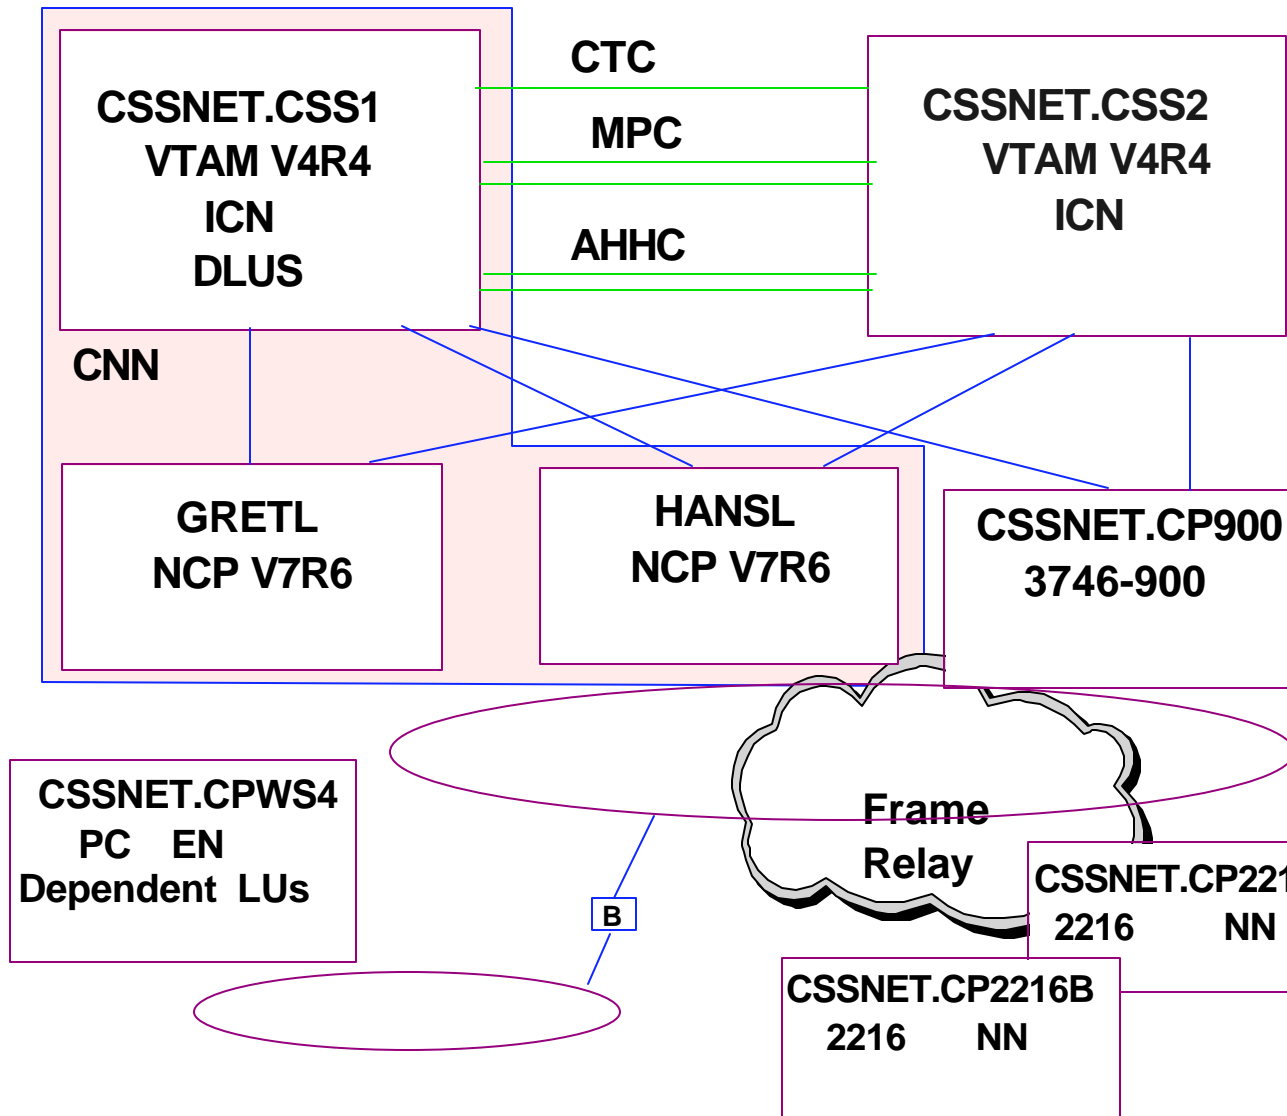 CTC
CSSNET.CSS1
VTAM V4R4
ICN
DLUS
MPC
AHHC
CSSNET.CSS2
VTAM V4R4
ICN
CNN
GRETL
NCP V7R6
HANSL
NCP V7R6
CSSNET.CP900
3746-900
CSSNET.CPWS4
PC EN
Dependent LUs
Frame
Relay
B
CSSNET.CP221
2216 NN
CSSNET.CP2216B
2216 NN